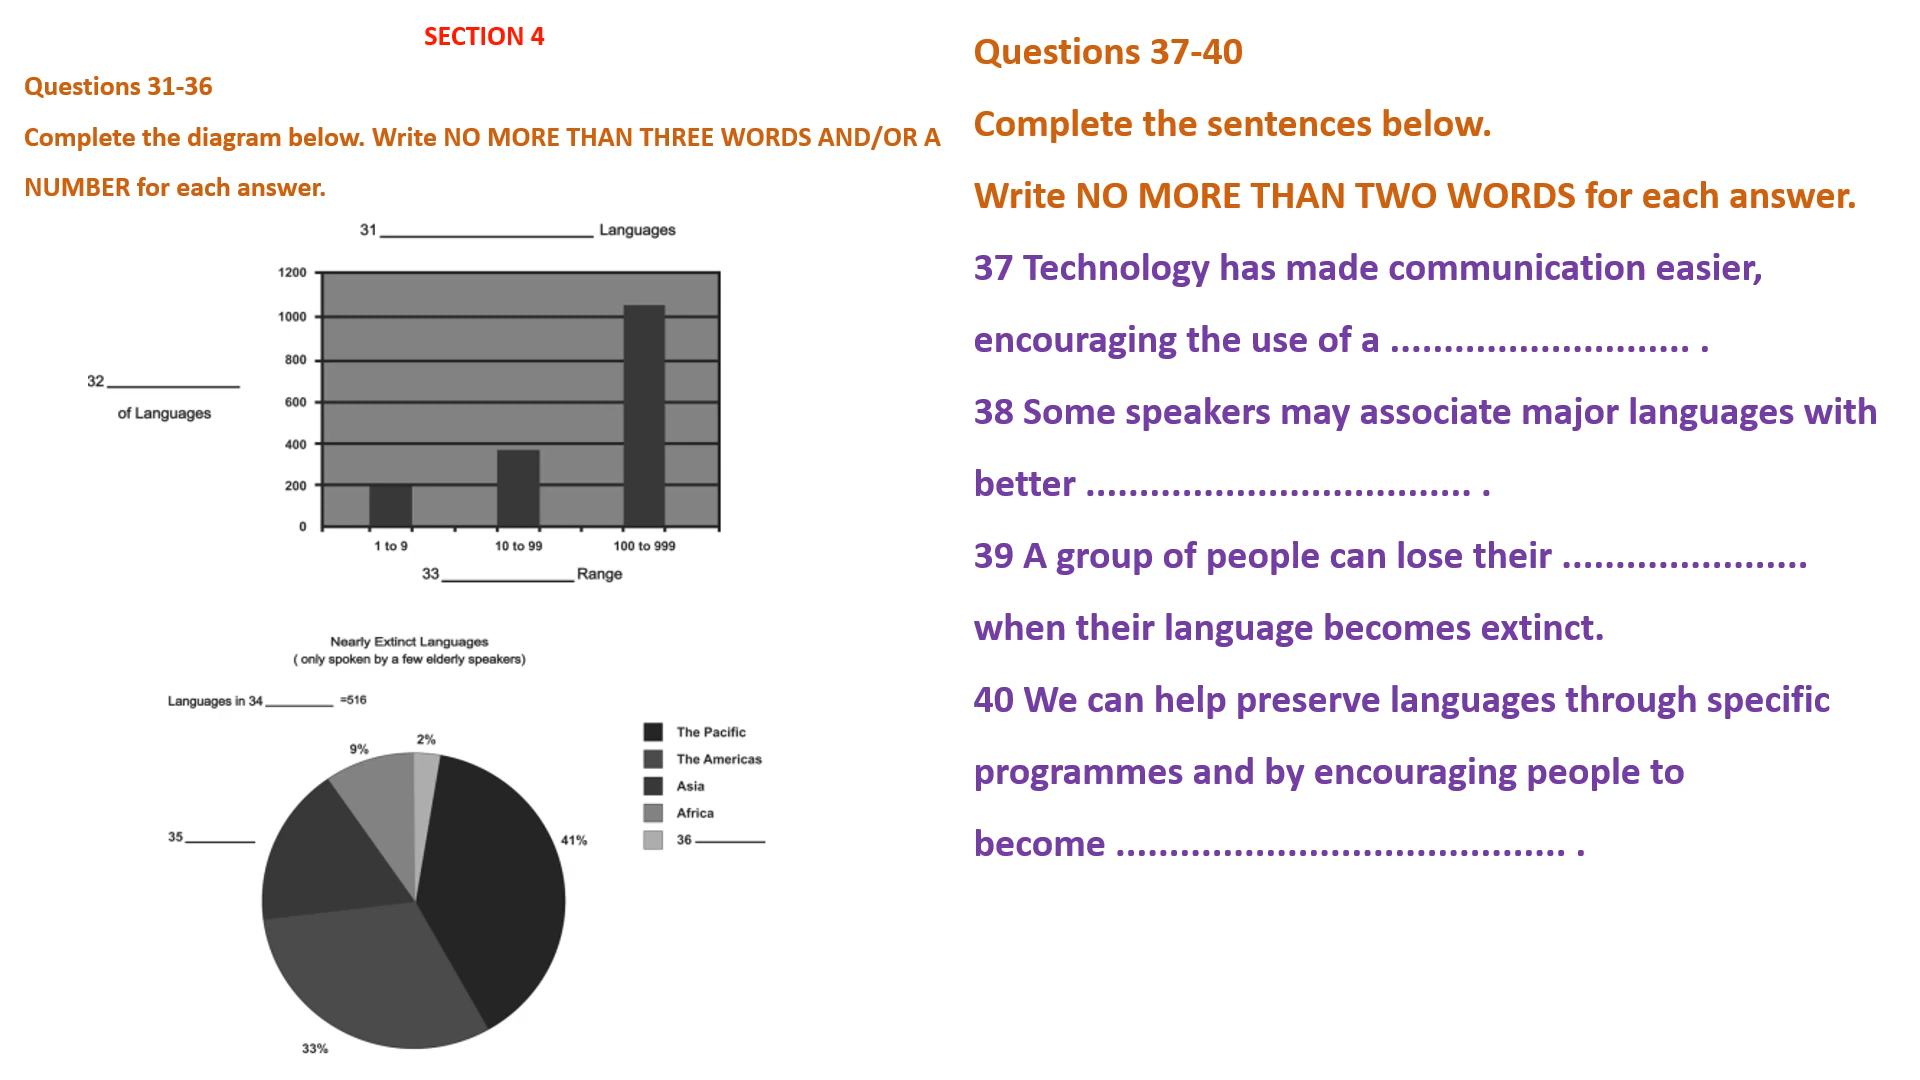 SECTION 4
Questions 31-36
Complete the diagram below. Write NO MORE THAN THREE WORDS AND/OR A
NUMBER for each answer.
31 ____________________ Languages
1200
1000
800
600
400
200
0
32 ____________
of Languages
1 to 9 10 to 99 100 to 999
33 ____________ Range
Nearly Extinct Languages
( only spoken by a few elderly speakers)
Languages in 34 ________ =516
9% 2%
35 ________
41%
33%
The Pacific
The Americas
Asia
Africa
36 ________
Questions 37-40
Complete the sentences below.
Write NO MORE THAN TWO WORDS for each answer.
37 Technology has made communication easier,
encouraging the use of a ............................ .
38 Some speakers may associate major languages with
better .................................... .
39 A group of people can lose their .......................
when their language becomes extinct.
40 We can help preserve languages through specific
programmes and by encouraging people to
become .......................................... .